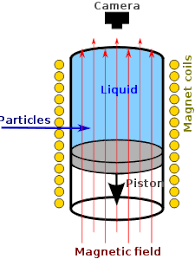 Camera
Liquid
Magnet coils
Particles
Piston
Magnetic field